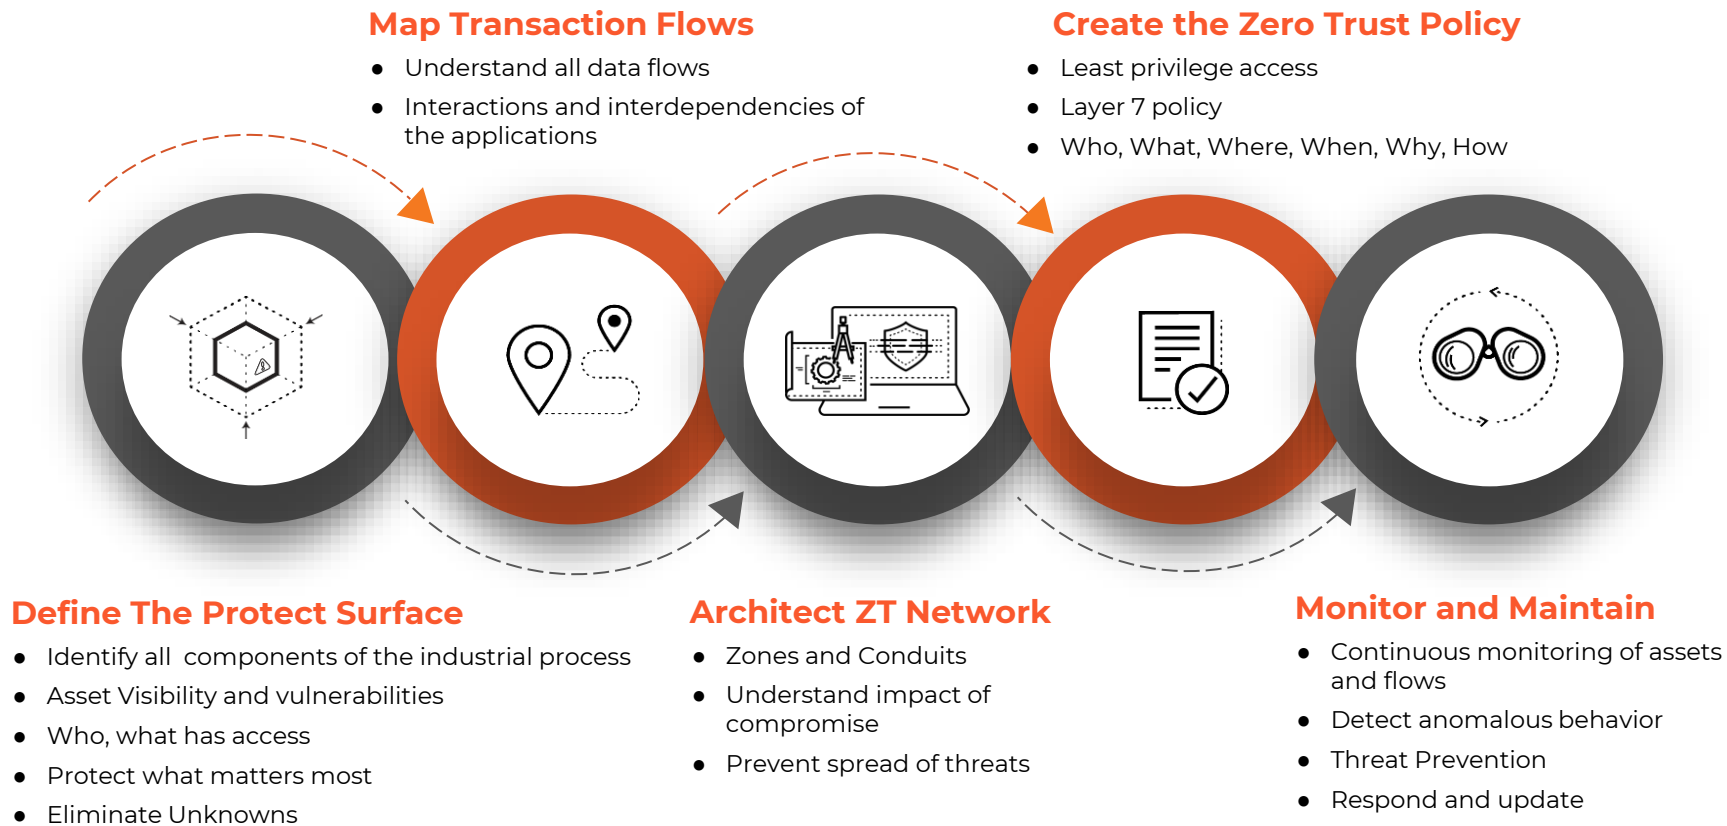 Map Transaction Flows
● Understand all data flows
● Interactions and interdependencies of
the applications
Create the Zero Trust Policy
● Least privilege access
● Layer 7 policy
● Who, What, Where, When, Why, How
Define The Protect Surface
● Identify all  components of the industrial process
● Asset Visibility and vulnerabilities
● Who, what has access
● Protect what matters most
● Eliminate Unknowns
Architect ZT Network
● Zones and Conduits
● Understand impact of
compromise
● Prevent spread of threats
Monitor and Maintain
● Continuous monitoring of assets
and flows
● Detect anomalous behavior
● Threat Prevention
● Respond and update